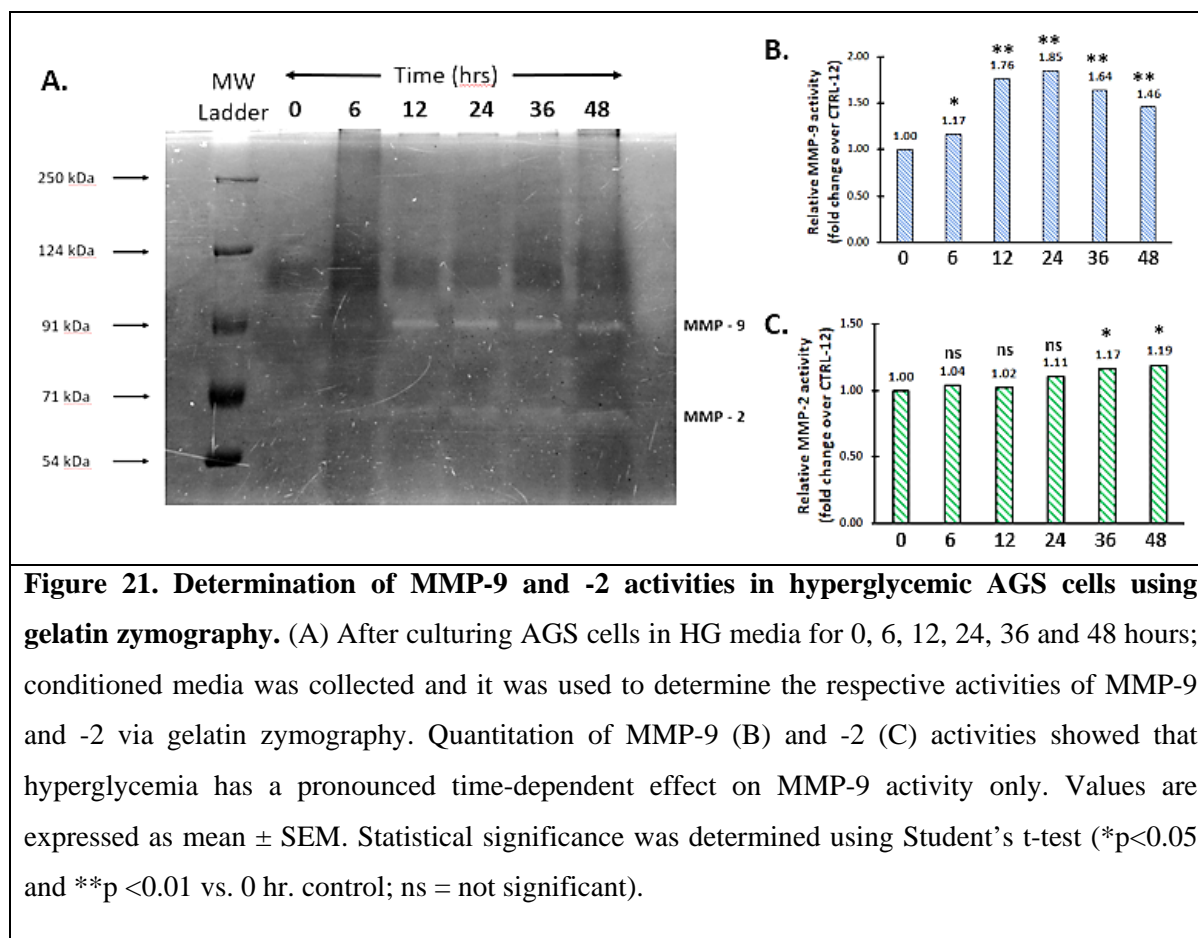 A.
MW
Ladder
Time (hrs)
0 6 12 24 36 48
250 kDa
124 kDa
91 kDa
71 kDa
54 kDa
MMP - 9
MMP - 2
B.
Relative MMP-9 activity
(fold change over CTRL-12)
2.00
1.50
1.00
0.50
0.00
1.00
*
1.17
**
1.76
**
1.85
**
1.64
**
1.46
0 6 12 24 36 48
C.
Relative MMP-2 activity
(fold change over CTRL-12)
1.50
1.00
0.50
0.00
1.00
ns
1.04
ns
1.02
ns
1.11
*
1.17
*
1.19
0 6 12 24 36 48
Figure 21. Determination of MMP-9 and -2 activities in hyperglycemic AGS cells using
gelatin zymography. (A) After culturing AGS cells in HG media for 0, 6, 12, 24, 36 and 48 hours;
conditioned media was collected and it was used to determine the respective activities of MMP-9
and -2 via gelatin zymography. Quantitation of MMP-9 (B) and -2 (C) activities showed that
hyperglycemia has a pronounced time-dependent effect on MMP-9 activity only. Values are
expressed as mean ± SEM. Statistical significance was determined using Student’s t-test (*p<0.05
and **p <0.01 vs. 0 hr. control; ns = not significant).